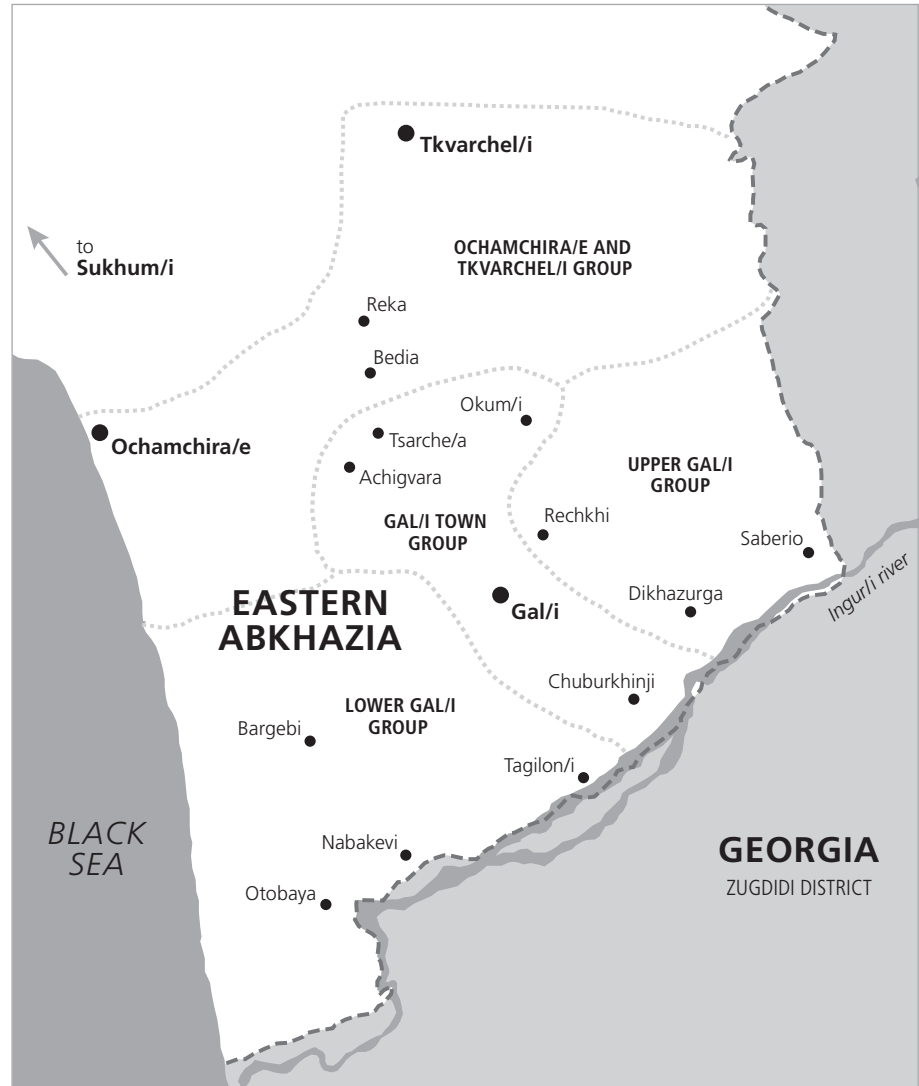 Tkvarchel/i
to
Sukhum/i
OCHAMCHIRA/E AND
TKVARCHEL/I GROUP
Reka
Bedia
Okum/i
Ochamchira/e
Tsarche/a
Achigvara
UPPER GAL/I
GROUP
GAL/I TOWN
GROUP
Rechkhi
Saberio
Ingur/i river
EASTERN
ABKHAZIA
Gal/i
Dikhazurga
Chuburkhinji
LOWER GAL/I
GROUP
Bargebi
Tagilon/i
BLACK
SEA
Nabakevi
GEORGIA
ZUGDIDI DISTRICT
Otobaya